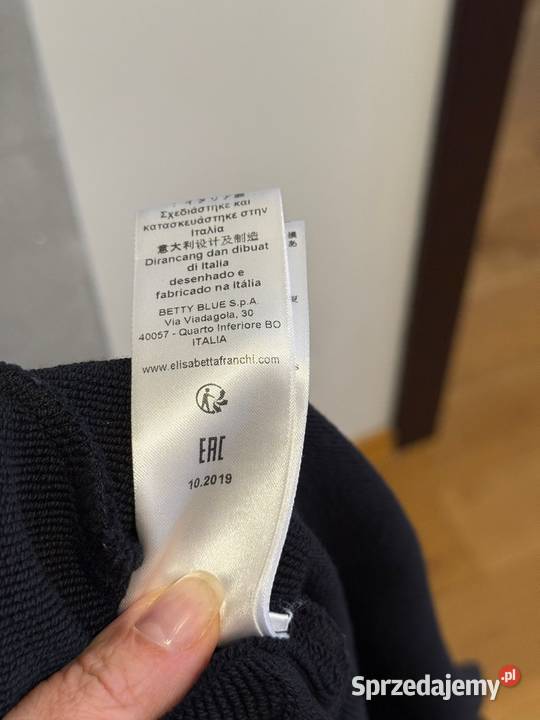 Σχεδιάστηκε και
κατασκευάστηκε στην
Ιταλία
意大利设计及制造
Dirancang dan dibuat
di Italia
desenhado e
fabricado na Itália
BETTY BLUE S.p.A.
Via Viadagola, 30
40057 - Quarto Inferiore BO
ITALIA
www.elisabettafranchi.com
EAC
10.2019
Sprzedajemy.pl